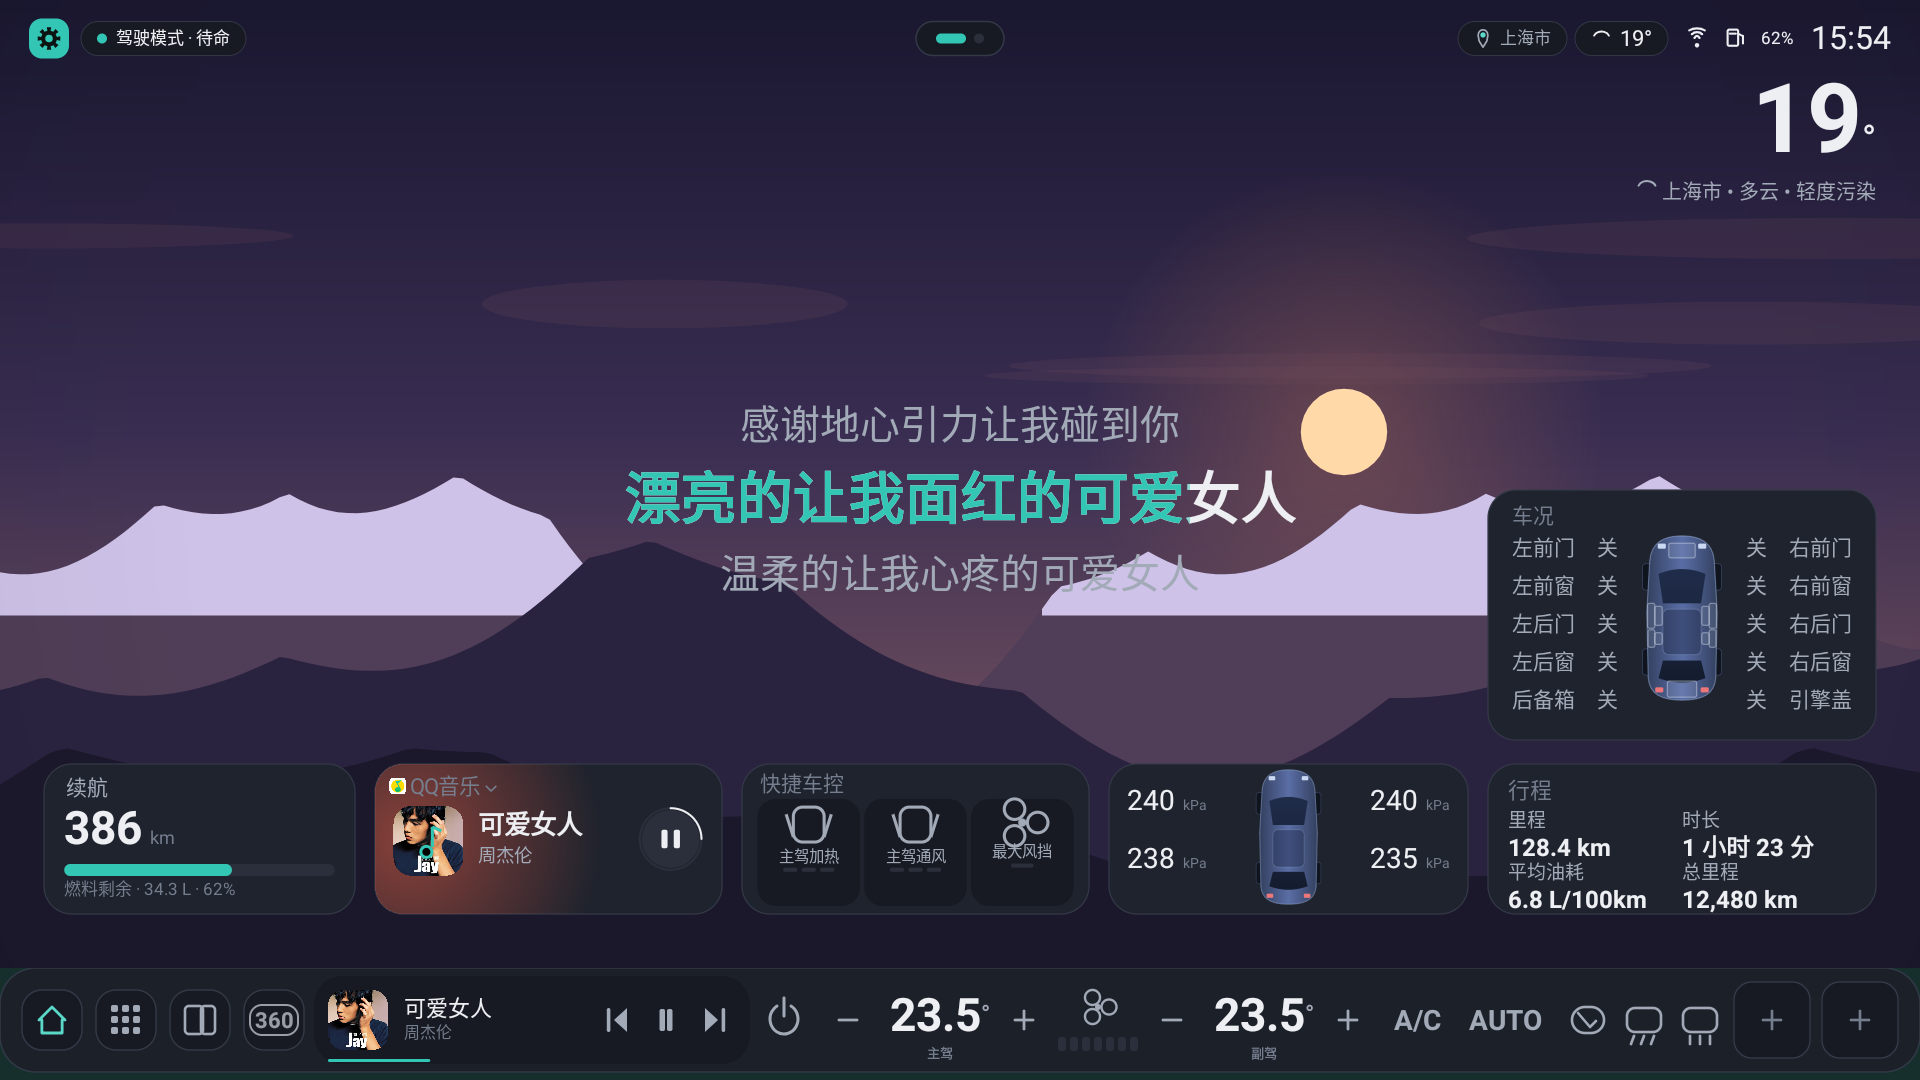 驾驶模式 · 待命
上海市
19°
62%
15:54
19°
上海市 • 多云 • 轻度污染
感谢地心引力让我碰到你
漂亮的让我面红的可爱女人
温柔的让我心疼的可爱女人
车况
左前门 关 关 右前门
左前窗 关 关 右前窗
左后门 关 关 右后门
左后窗 关 关 右后窗
后备箱 关 关 引擎盖
续航
386 km
燃料剩余 · 34.3 L · 62%
QQ音乐
可爱女人
周杰伦
Jay
快捷车控
主驾加热
主驾通风
最大风挡
240 kPa 240 kPa
238 kPa 235 kPa
行程
里程 时长
128.4 km 1 小时 23 分
平均油耗 总里程
6.8 L/100km 12,480 km
360
Jay
可爱女人
周杰伦
23.5°
主驾
23.5°
副驾
A/C
AUTO